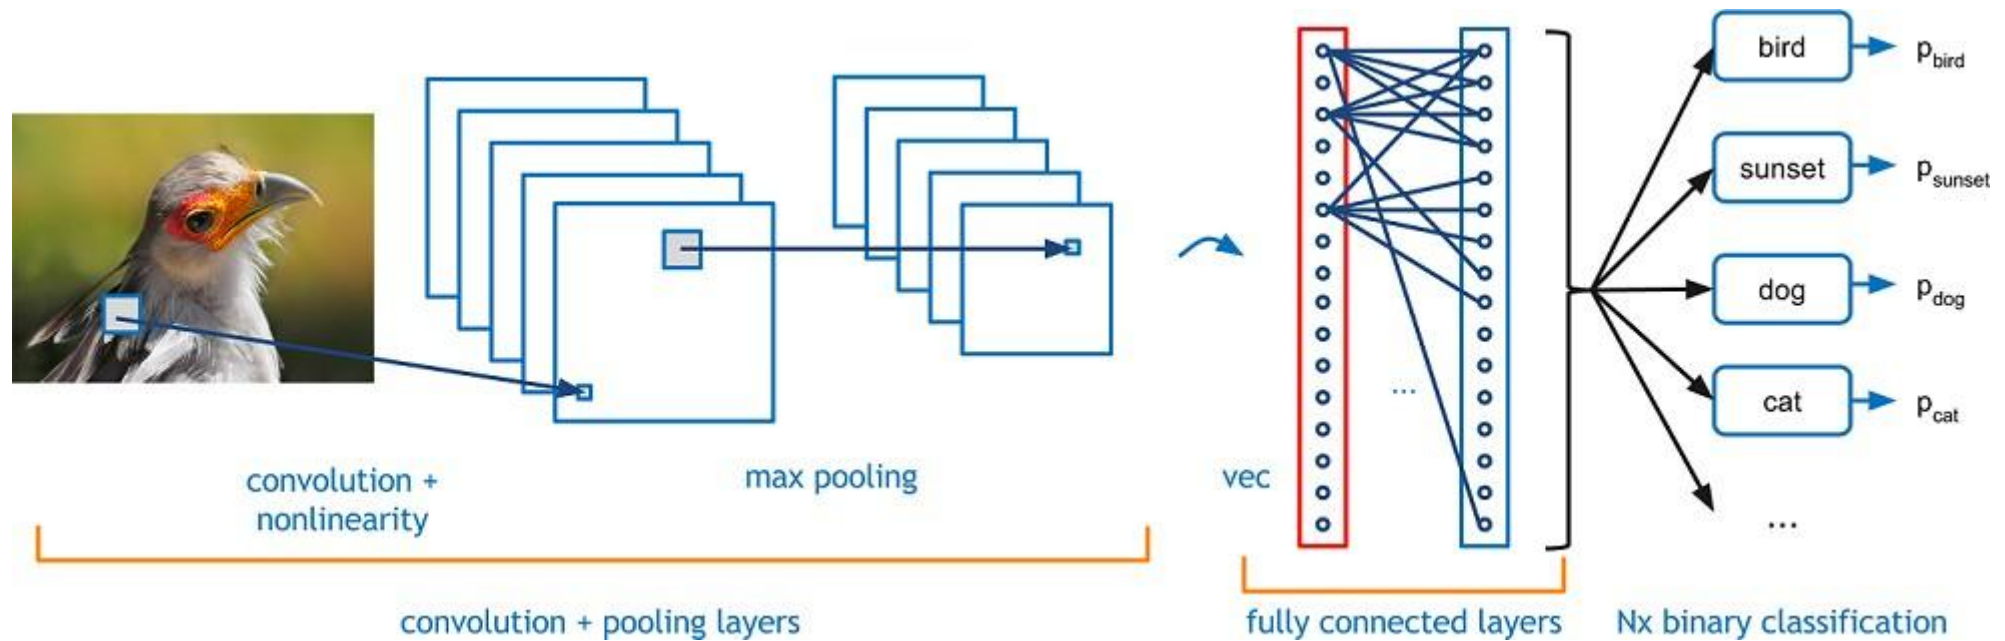 bird
p_bird
sunset
p_sunset
dog
p_dog
cat
p_cat
...
...
convolution +
nonlinearity
max pooling
vec
convolution + pooling layers
fully connected layers
Nx binary classification